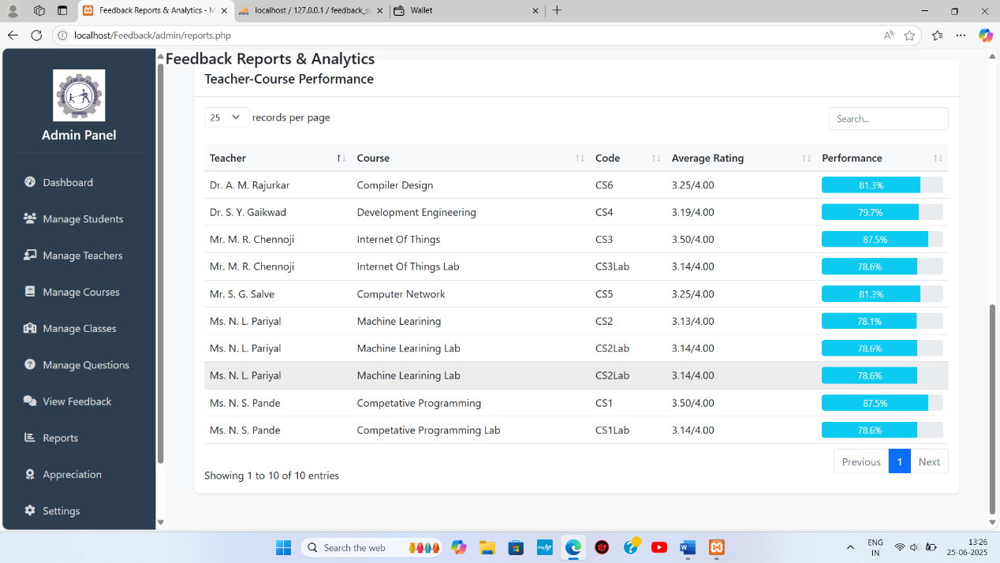 Feedback Reports & Analytics - M
localhost / 127.0.0.1 / feedback_sy
Wallet
localhost/Feedback/admin/reports.php
Feedback Reports & Analytics
Admin Panel
Dashboard
Manage Students
Manage Teachers
Manage Courses
Manage Classes
Manage Questions
View Feedback
Reports
Appreciation
Settings
Teacher-Course Performance
25 records per page
Search...
Teacher Course Code Average Rating Performance
Dr. A. M. Rajurkar Compiler Design CS6 3.25/4.00 81.3%
Dr. S. Y. Gaikwad Development Engineering CS4 3.19/4.00 79.7%
Mr. M. R. Chennoji Internet Of Things CS3 3.50/4.00 87.5%
Mr. M. R. Chennoji Internet Of Things Lab CS3Lab 3.14/4.00 78.6%
Mr. S. G. Salve Computer Network CS5 3.25/4.00 81.3%
Ms. N. L. Pariyal Machine Learining CS2 3.13/4.00 78.1%
Ms. N. L. Pariyal Machine Learining Lab CS2Lab 3.14/4.00 78.6%
Ms. N. L. Pariyal Machine Learining Lab CS2Lab 3.14/4.00 78.6%
Ms. N. S. Pande Competative Programming CS1 3.50/4.00 87.5%
Ms. N. S. Pande Competative Programming Lab CS1Lab 3.14/4.00 78.6%
Previous 1 Next
Showing 1 to 10 of 10 entries
Search the web
ENG
IN
13:26
25-06-2025